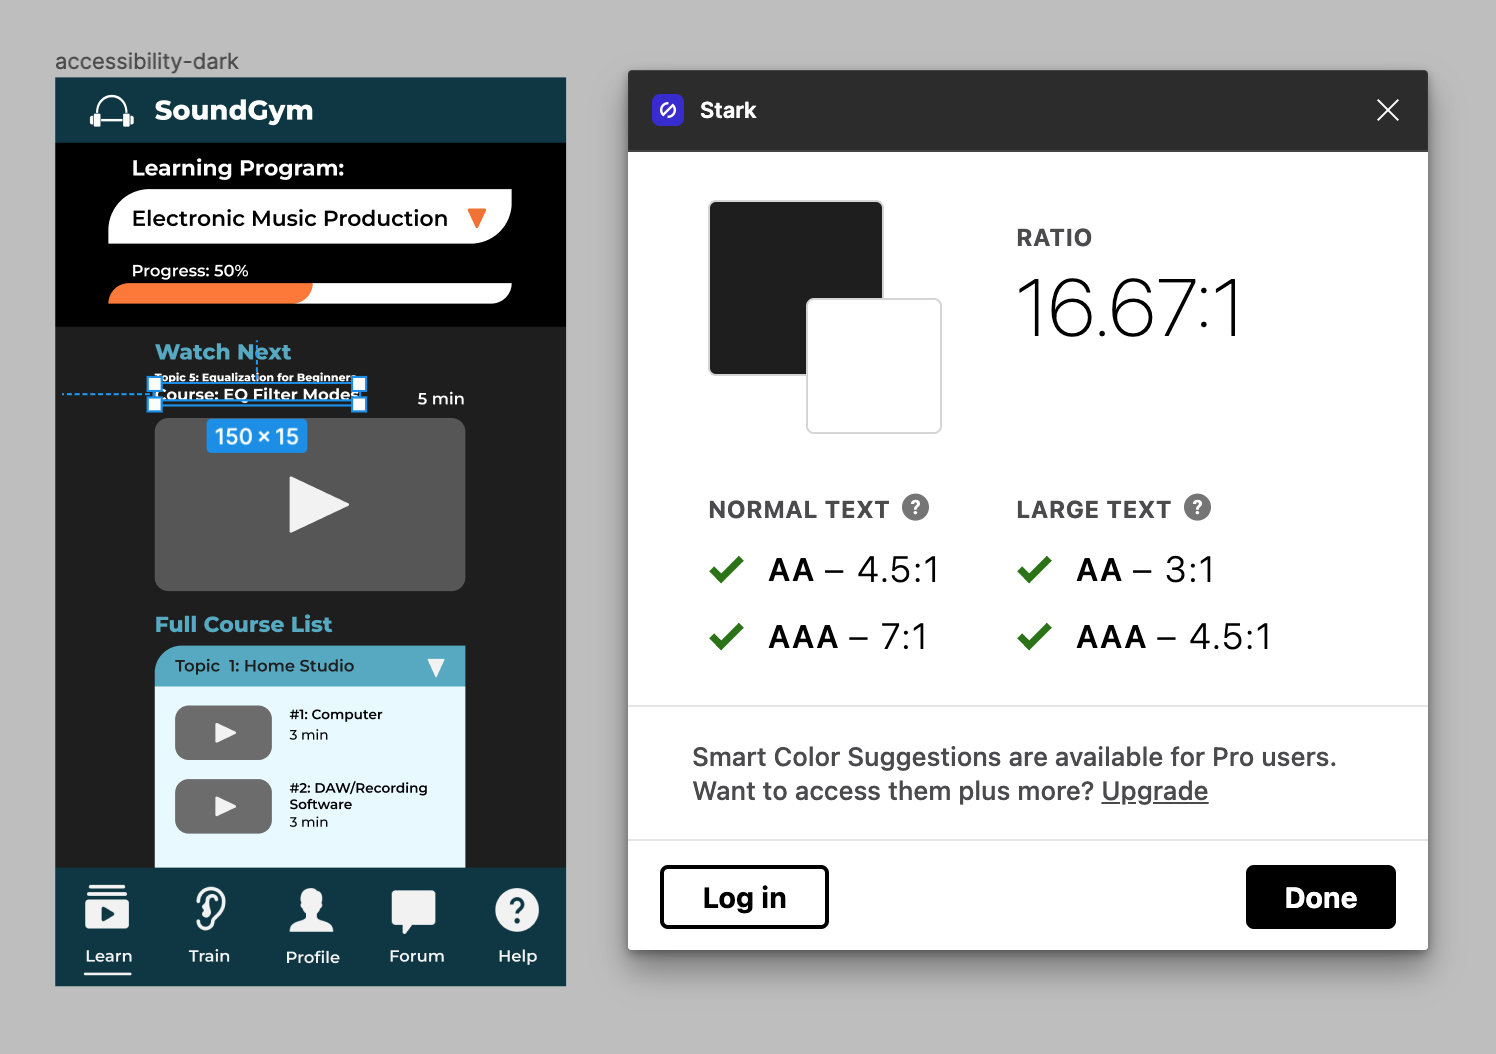 accessibility-dark
SoundGym
Learning Program:
Electronic Music Production
Progress: 50%
Watch Next
Topic 5: Equalization for Beginners
Course: EQ Filter Modes
5 min
150 × 15
Full Course List
Topic 1: Home Studio
#1: Computer
3 min
#2: DAW/Recording
Software
3 min
Learn
Train
Profile
Forum
? Help
Stark
RATIO
16.67:1
NORMAL TEXT ?
AA – 4.5:1
AAA – 7:1
LARGE TEXT ?
AA – 3:1
AAA – 4.5:1
Smart Color Suggestions are available for Pro users.
Want to access them plus more? Upgrade
Log in
Done